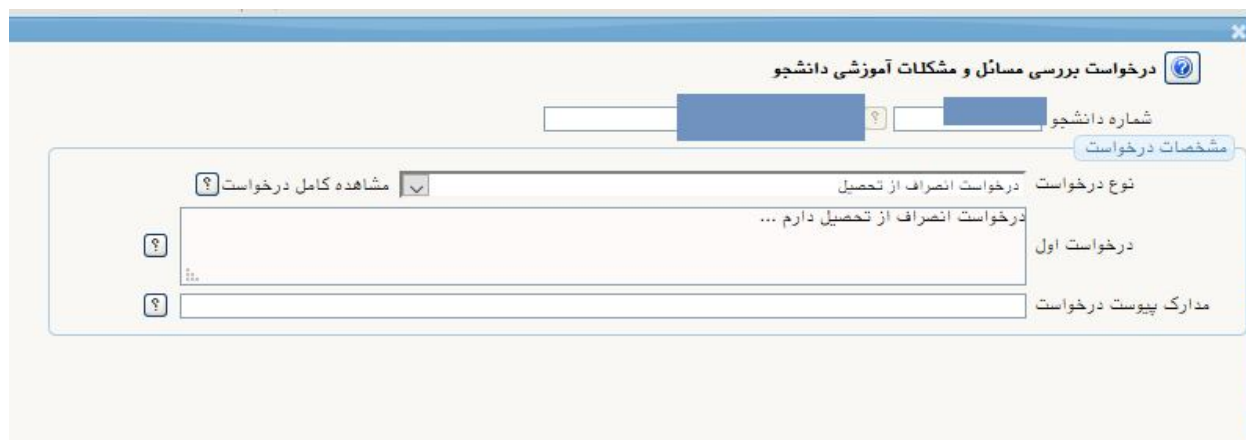 درخواست بررسی مسائل و مشکلات آموزشی دانشجو
شماره دانشجو ؟
مشخصات درخواست
نوع درخواست درخواست انصراف از تحصیل مشاهده کامل درخواست ؟
درخواست انصراف از تحصیل دارم ...
درخواست اول ؟
مدارک پیوست درخواست ؟